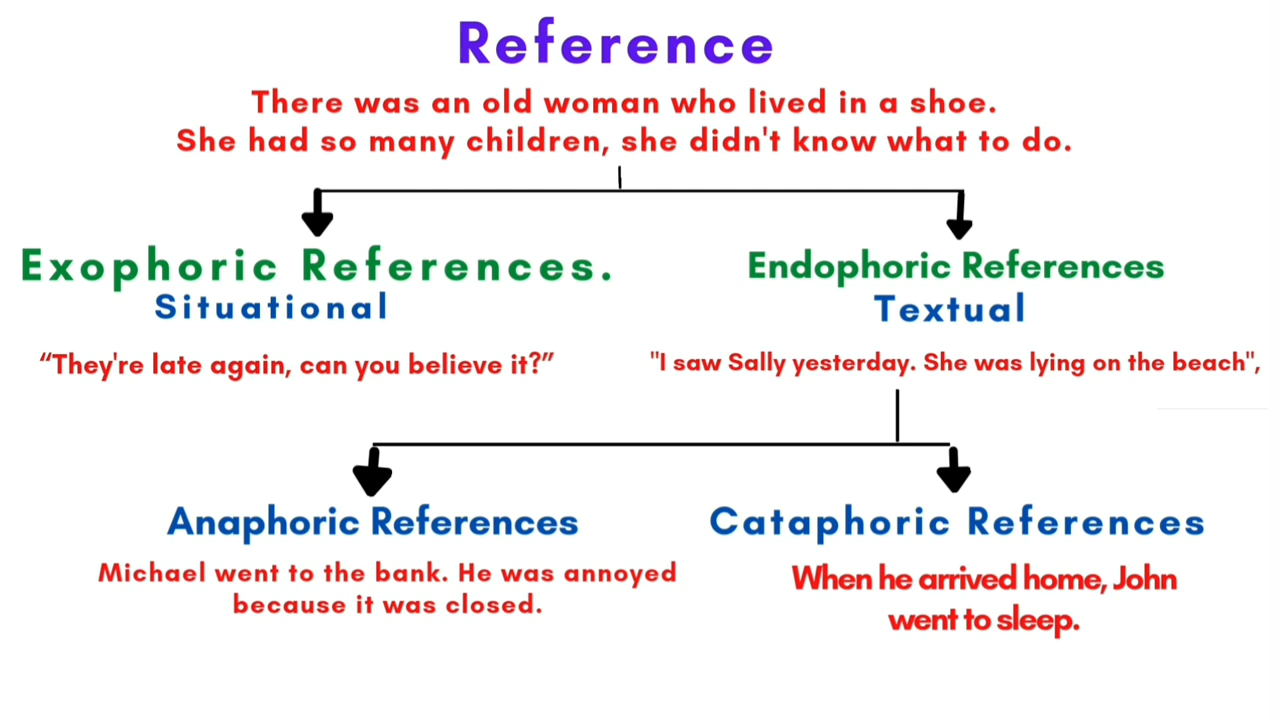 Reference
There was an old woman who lived in a shoe.
She had so many children, she didn't know what to do.
Exophoric References.
Situational
“They're late again, can you believe it?”
Endophoric References
Textual
"I saw Sally yesterday. She was lying on the beach",
Anaphoric References
Michael went to the bank. He was annoyed
because it was closed.
Cataphoric References
When he arrived home, John
went to sleep.